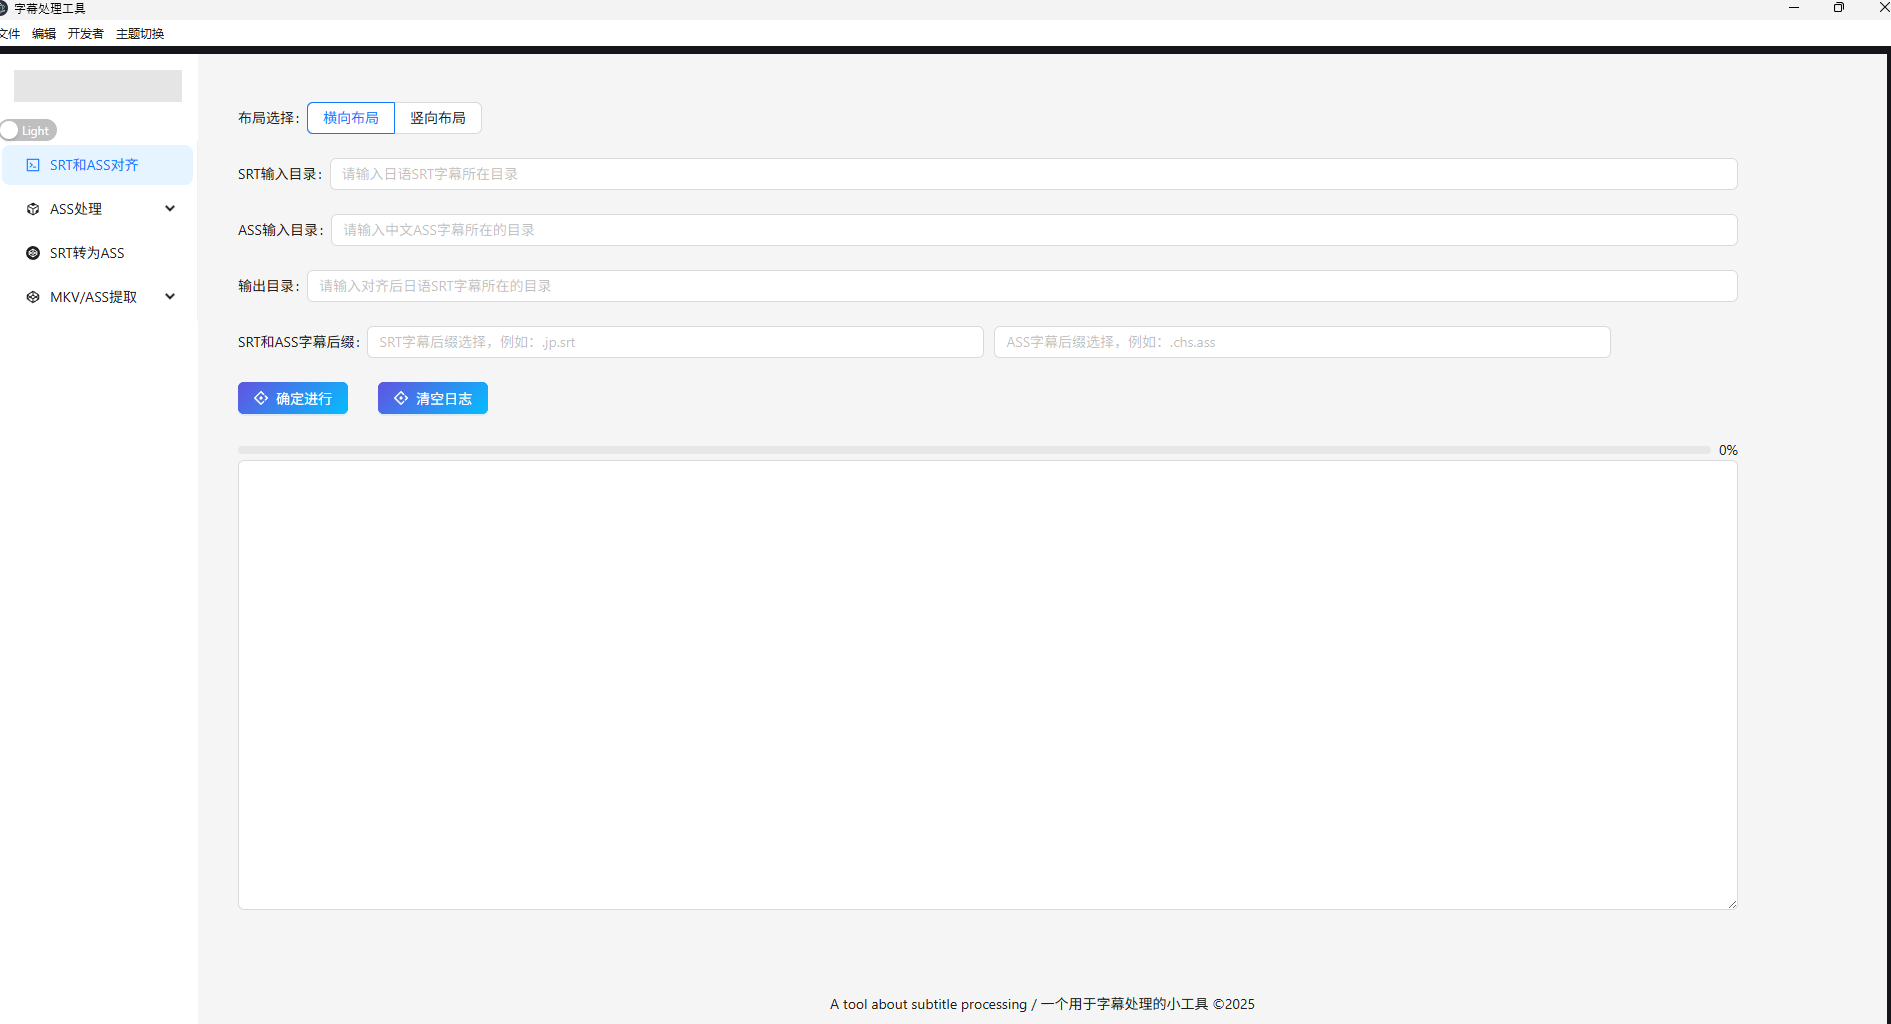 字幕处理工具
文件 编辑 开发者 主题切换
Light
SRT和ASS对齐
ASS处理
SRT转为ASS
MKV/ASS提取
布局选择： 横向布局 竖向布局
SRT输入目录： 请输入日语SRT字幕所在目录
ASS输入目录： 请输入中文ASS字幕所在的目录
输出目录： 请输入对齐后日语SRT字幕所在的目录
SRT和ASS字幕后缀： SRT字幕后缀选择，例如：.jp.srt ASS字幕后缀选择，例如：.chs.ass
确定进行 清空日志
0%
A tool about subtitle processing / 一个用于字幕处理的小工具 ©2025